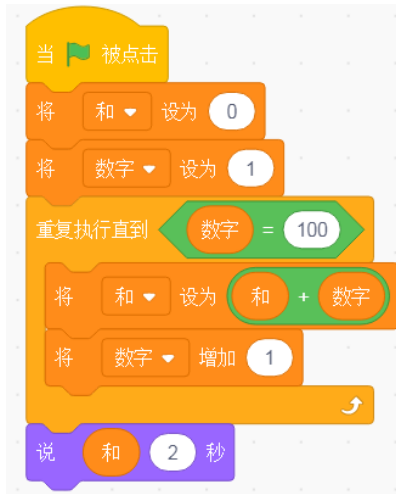 当 被点击
将 和 设为 0
将 数字 设为 1
重复执行直到 数字 = 100
将 和 设为 和 + 数字
将 数字 增加 1
说 和 2 秒